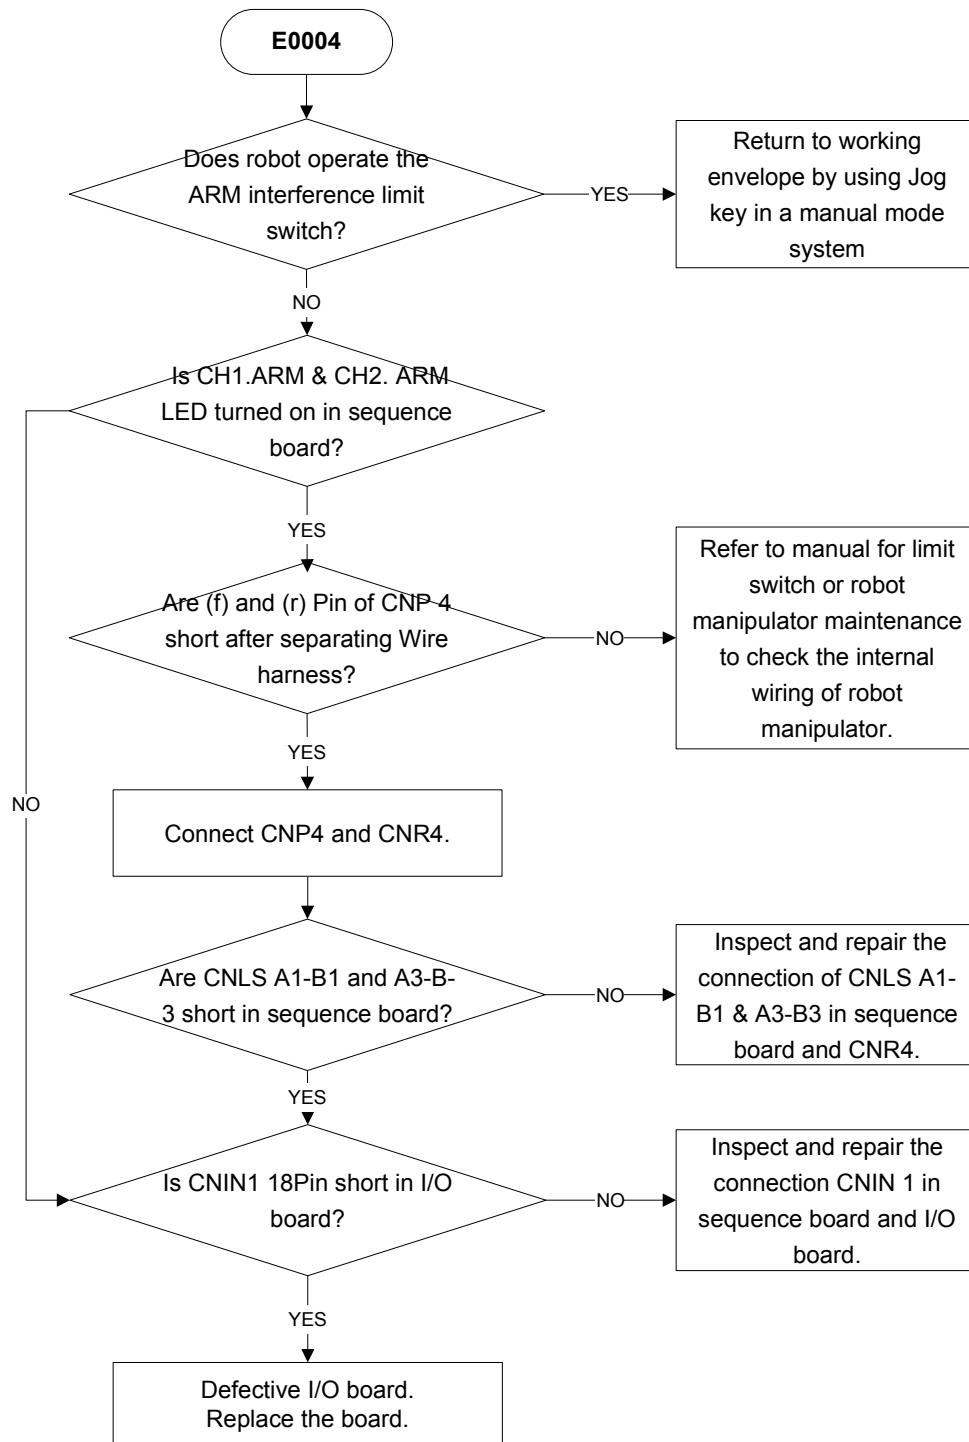 E0004
Does robot operate the
ARM interference limit
switch?
YES
Return to working
envelope by using Jog
key in a manual mode
system
NO
Is CH1.ARM & CH2. ARM
LED turned on in sequence
board?
YES
Are (f) and (r) Pin of CNP 4
short after separating Wire
harness?
NO
Refer to manual for limit
switch or robot
manipulator maintenance
to check the internal
wiring of robot
manipulator.
YES
NO
Connect CNP4 and CNR4.
Are CNLS A1-B1 and A3-B-
3 short in sequence board?
NO
Inspect and repair the
connection of CNLS A1-
B1 & A3-B3 in sequence
board and CNR4.
YES
Is CNIN1 18Pin short in I/O
board?
NO
Inspect and repair the
connection CNIN 1 in
sequence board and I/O
board.
YES
Defective I/O board.
Replace the board.